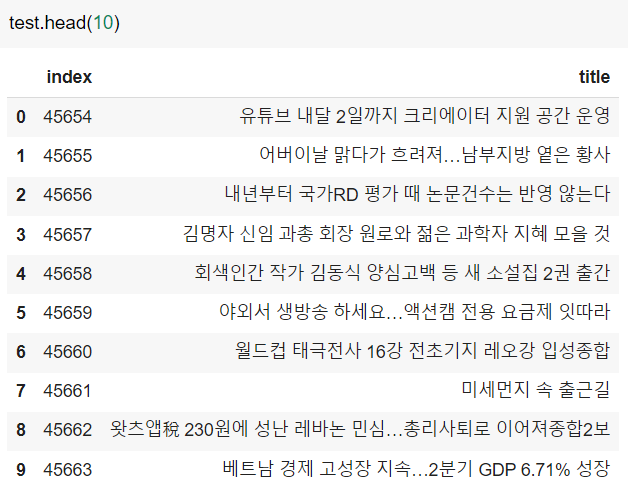 test.head(10)
index title
0 45654 유튜브 내달 2일까지 크리에이터 지원 공간 운영
1 45655 어버이날 맑다가 흐려져…남부지방 옅은 황사
2 45656 내년부터 국가RD 평가 때 논문건수는 반영 않는다
3 45657 김명자 신임 과총 회장 원로와 젊은 과학자 지혜 모을 것
4 45658 회색인간 작가 김동식 양심고백 등 새 소설집 2권 출간
5 45659 야외서 생방송 하세요…액션캠 전용 요금제 잇따라
6 45660 월드컵 태극전사 16강 전초기지 레오강 입성종합
7 45661 미세먼지 속 출근길
8 45662 왓츠앱稅 230원에 성난 레바논 민심…총리사퇴로 이어져종합2보
9 45663 베트남 경제 고성장 지속…2분기 GDP 6.71% 성장